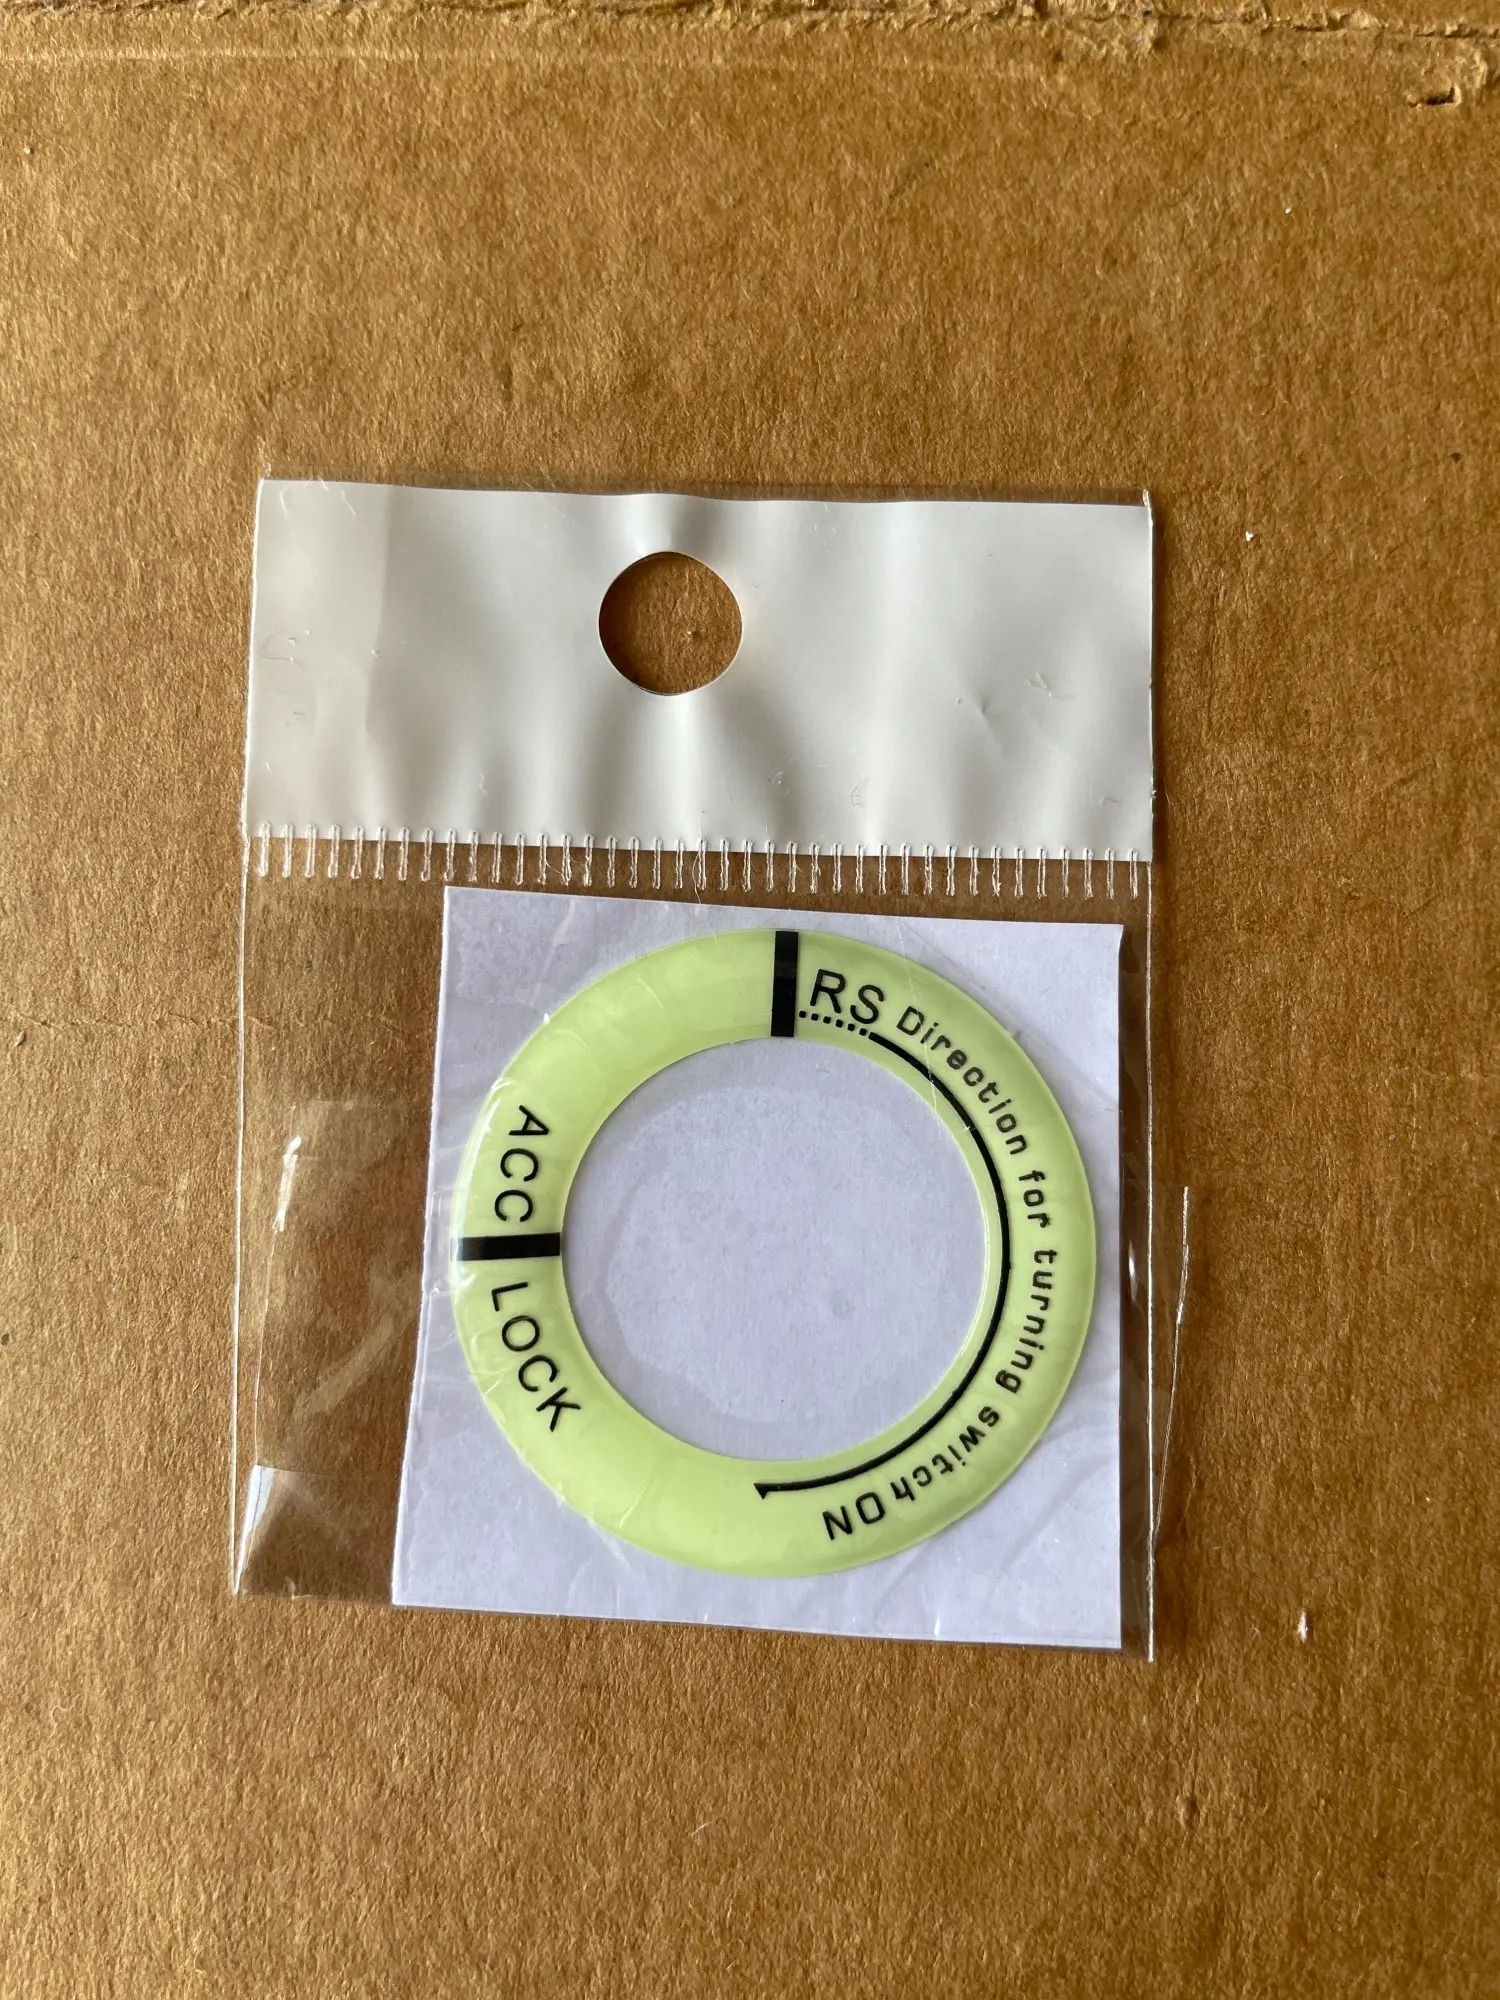 RS Direction for turning switch ON
ACC
LOCK